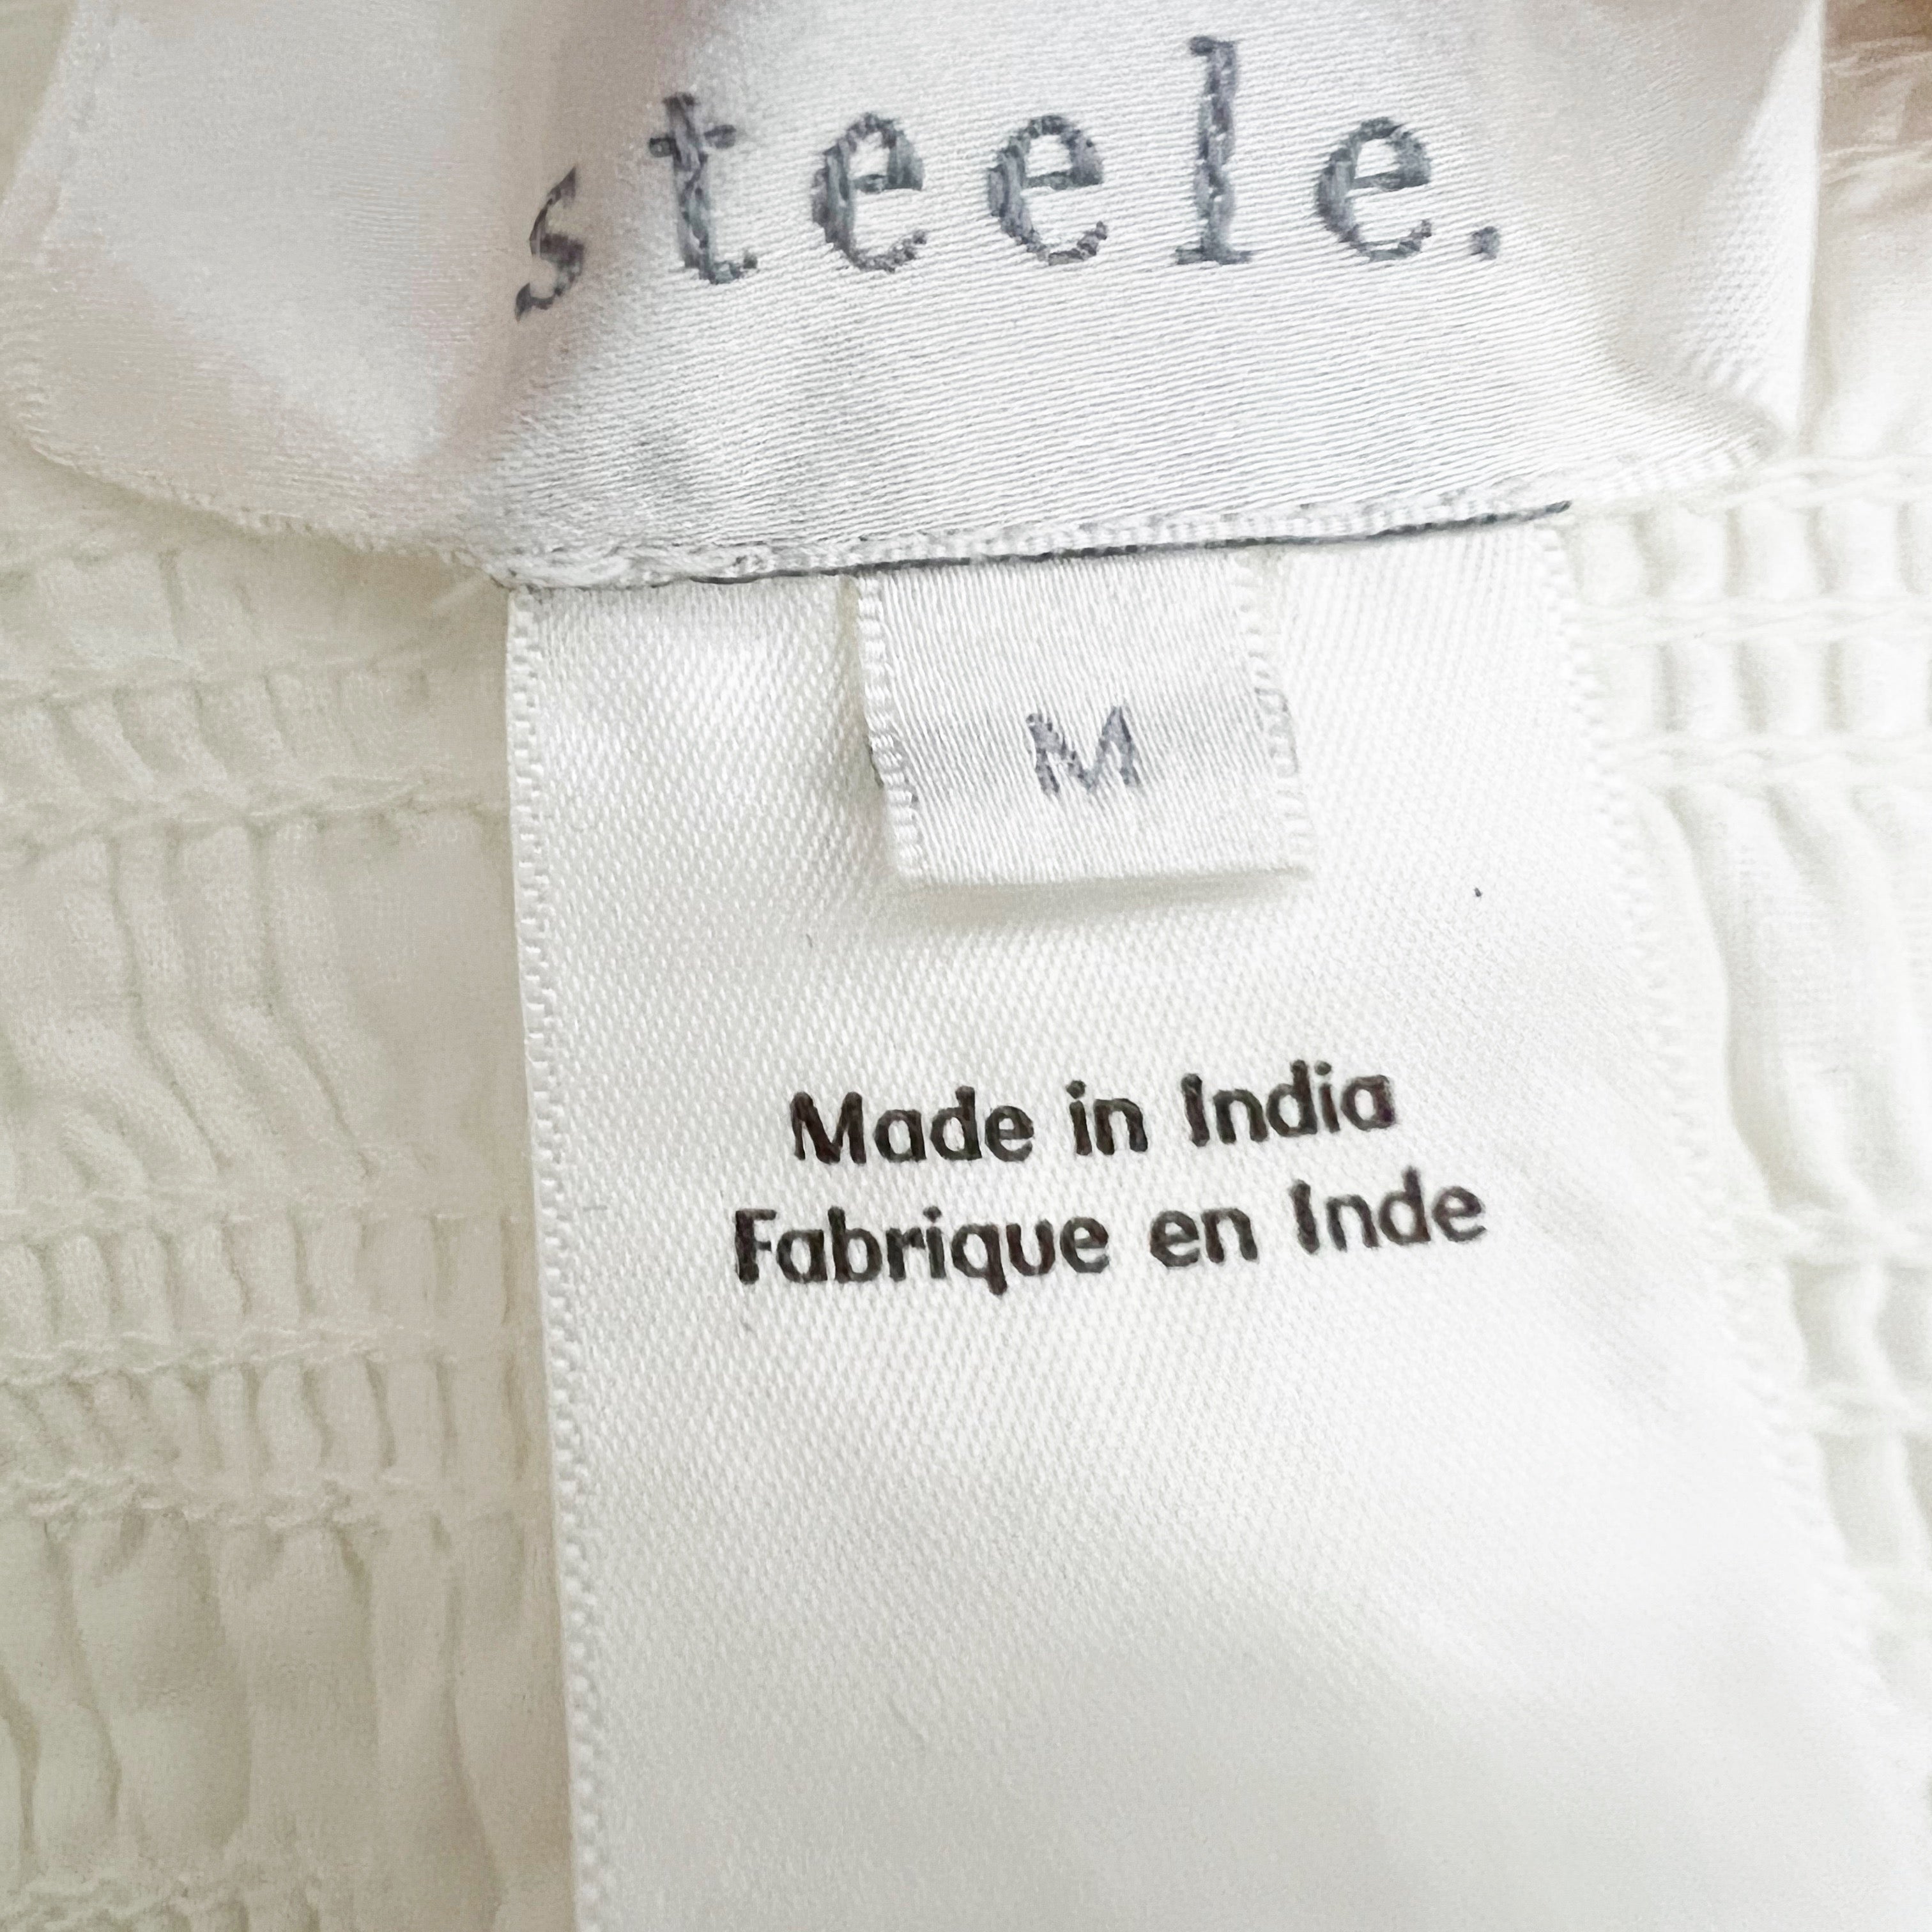 steele.
M
Made in India
Fabrique en Inde